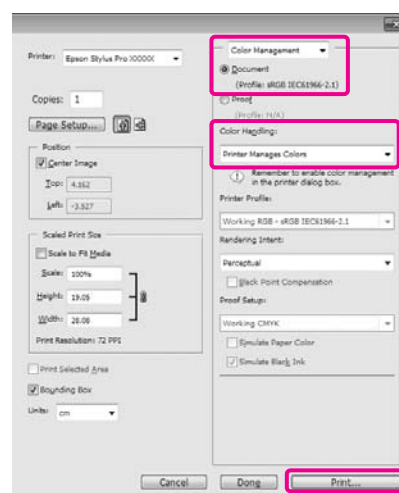 Printer: Epson Stylus Pro XXXXX
Copies: 1
Page Setup...
Position
Center Image
Top: 4.162
Left: -3.527
Scaled Print Size
Scale to Fit Media
Scale: 100%
Height: 19.05
Width: 28.08
Print Resolution: 72 PPI
Print Selected Area
Bounding Box
Units: cm
Color Management
Document
(Profile: sRGB IEC61966-2.1)
Proof
(Profile: N/A)
Color Handling:
Printer Manages Colors
Remember to enable color management
in the printer dialog box.
Printer Profile:
Working RGB - sRGB IEC61966-2.1
Rendering Intent:
Perceptual
Black Point Compensation
Proof Setup:
Working CMYK
Simulate Paper Color
Simulate Black Ink
Cancel
Done
Print...